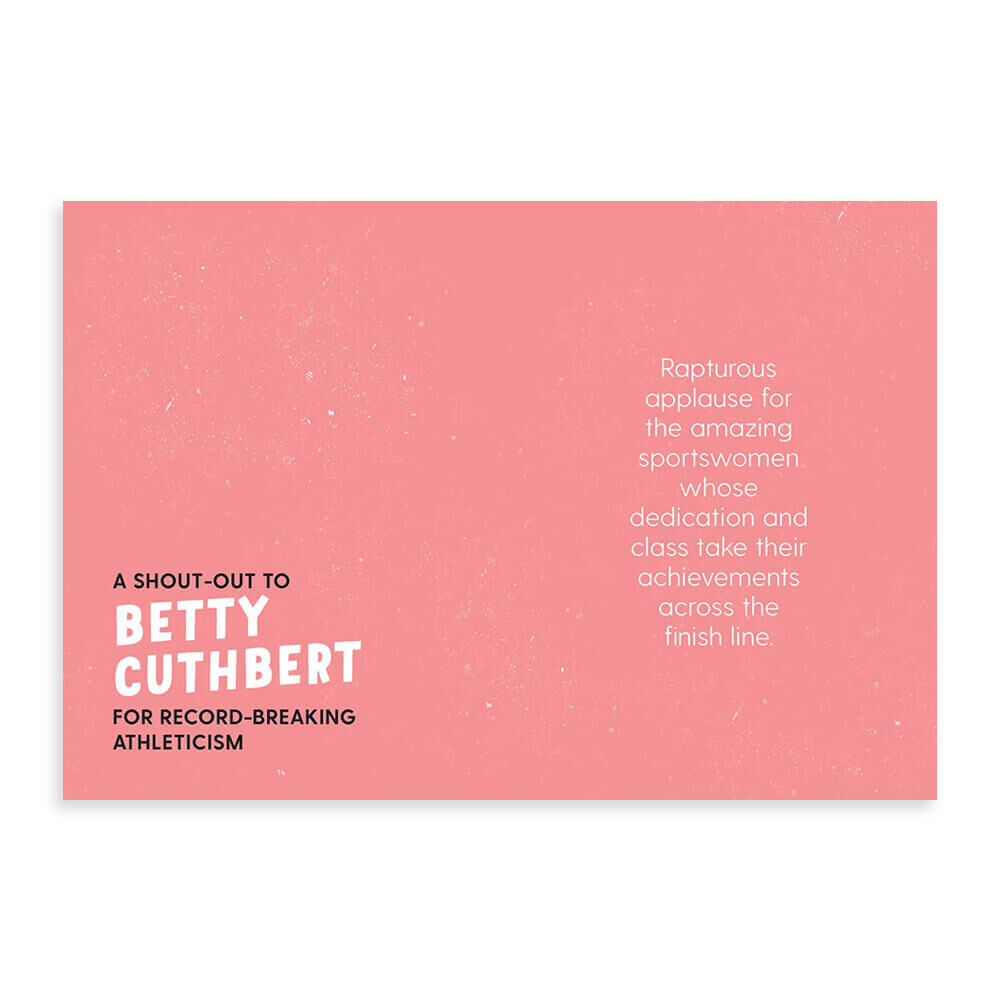 A SHOUT-OUT TO
BETTY
CUTHBERT
FOR RECORD-BREAKING
ATHLETICISM
14
Rapturous
applause for
the amazing
sportswomen
whose
dedication and
class take their
achievements
across the
finish line.